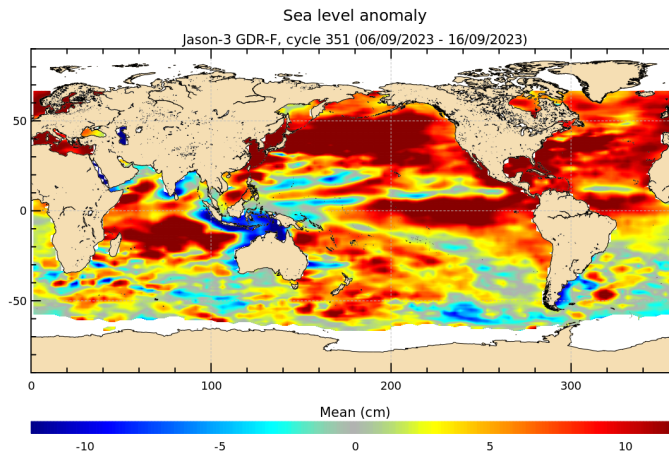 Sea level anomaly
Jason-3 GDR-F, cycle 351 (06/09/2023 - 16/09/2023)
50
0
-50
0 100 200 300
Mean (cm)
-10 -5 0 5 10